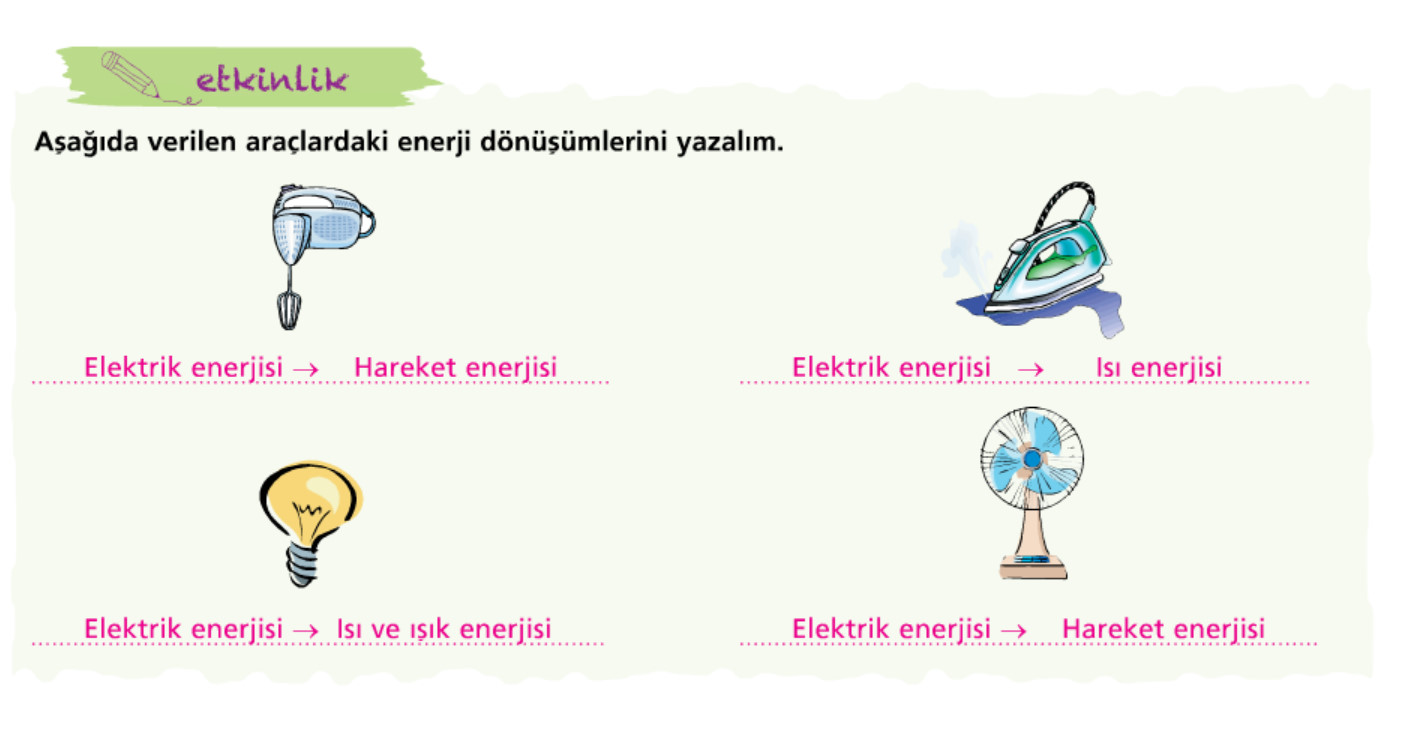 etkinlik
Aşağıda verilen araçlardaki enerji dönüşümlerini yazalım.
Elektrik enerjisi → Hareket enerjisi
Elektrik enerjisi → Isı enerjisi
Elektrik enerjisi → Isı ve ışık enerjisi
Elektrik enerjisi → Hareket enerjisi